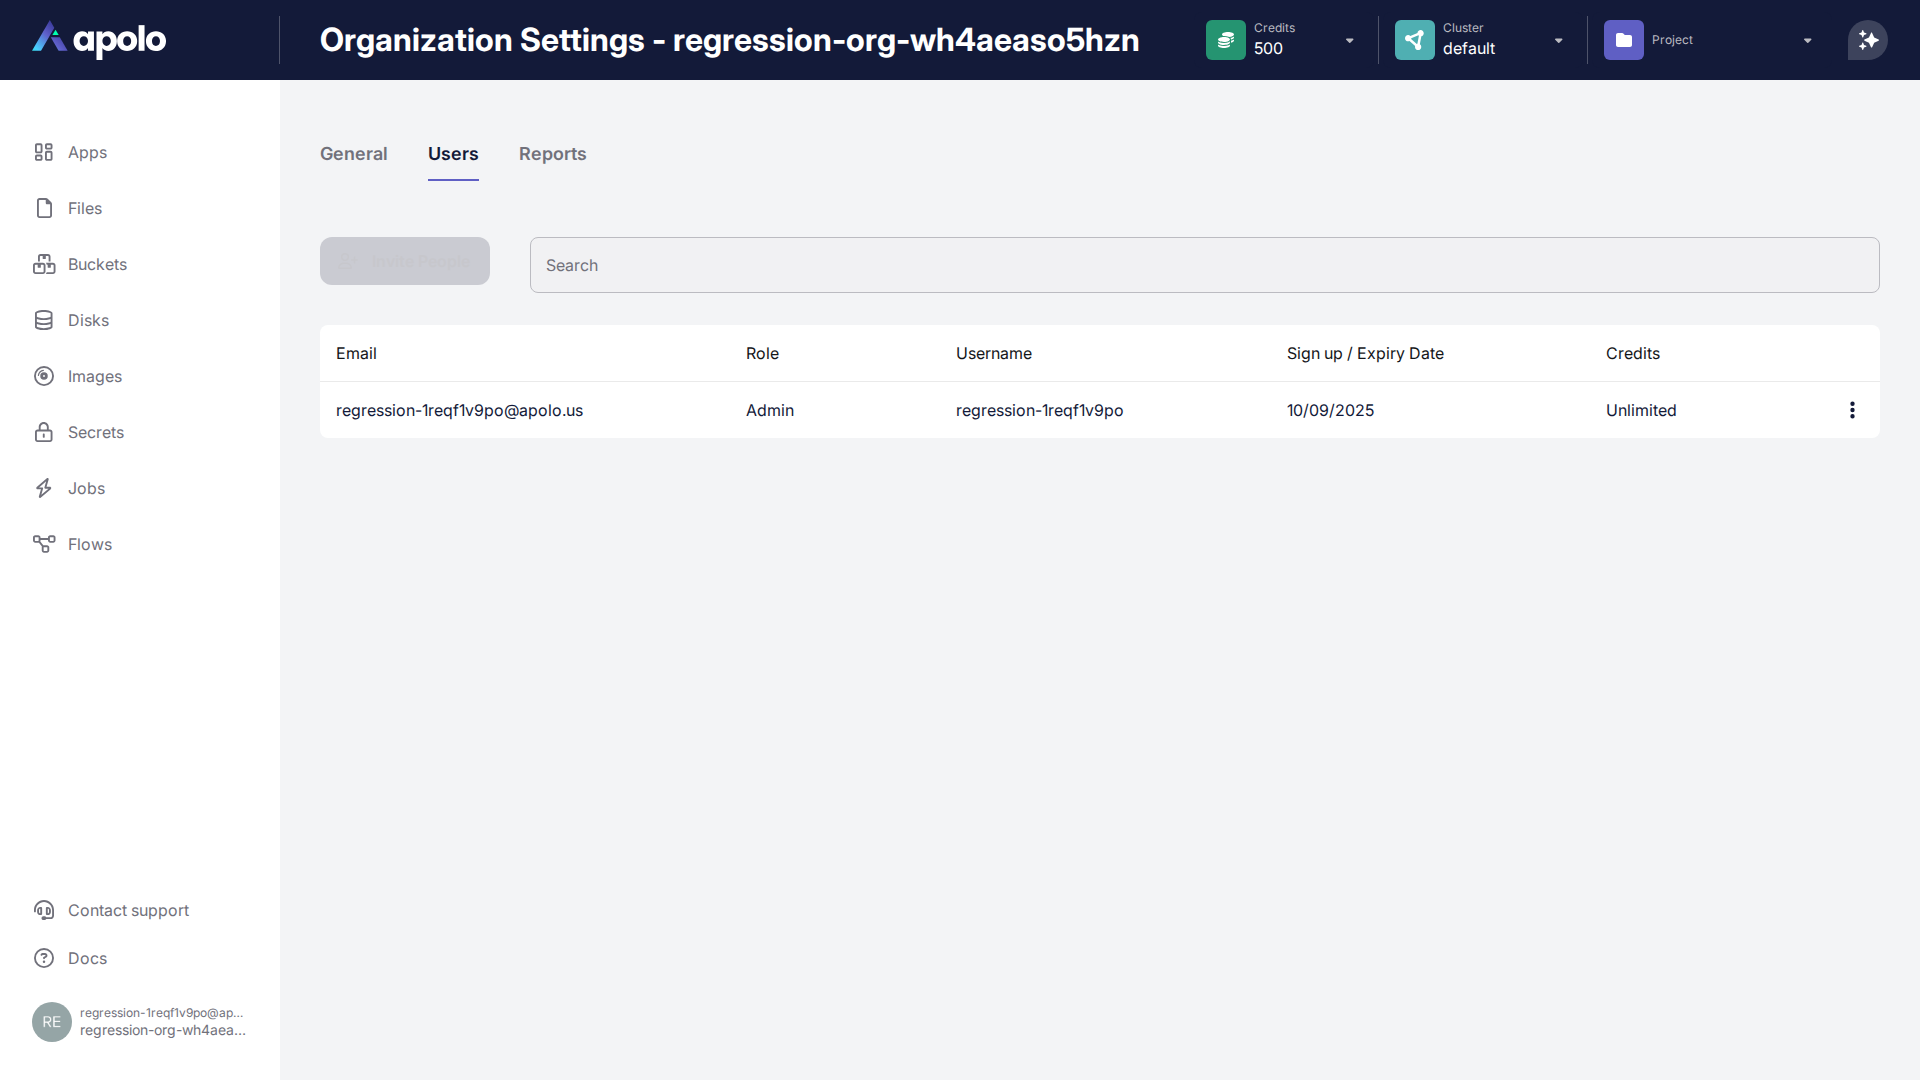 apolo
Organization Settings - regression-org-wh4aeaso5hzn
Credits
500
Cluster
default
Project
Apps
Files
Buckets
Disks
Images
Secrets
Jobs
Flows
Contact support
Docs
RE
regression-1reqf1v9po@ap...
regression-org-wh4aea...
General
Users
Reports
Search
Email Role Username Sign up / Expiry Date Credits
regression-1reqf1v9po@apolo.us Admin regression-1reqf1v9po 10/09/2025 Unlimited